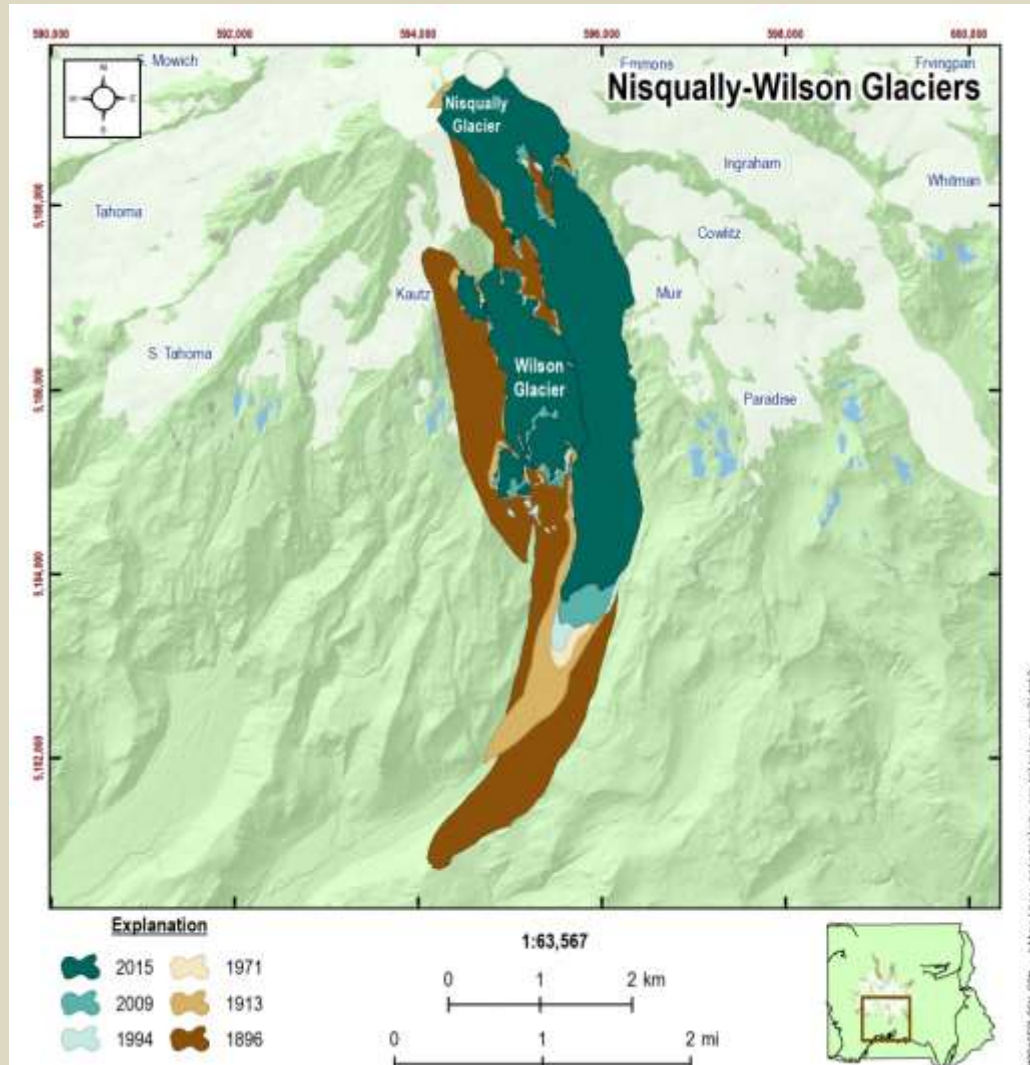 590,000 592,000 594,000 596,000 598,000 600,000
S. Mowich
Emmons
Fryingpan
Nisqually-Wilson Glaciers
N
W E
S
Nisqually
Glacier
Ingraham
Whitman
5,188,000
Tahoma
Cowlitz
Kautz
Muir
S. Tahoma
Wilson
Glacier
5,186,000
Paradise
5,184,000
5,182,000
Explanation
2015 1971
2009 1913
1994 1896
1:63,567
0 1 2 km
0 1 2 mi